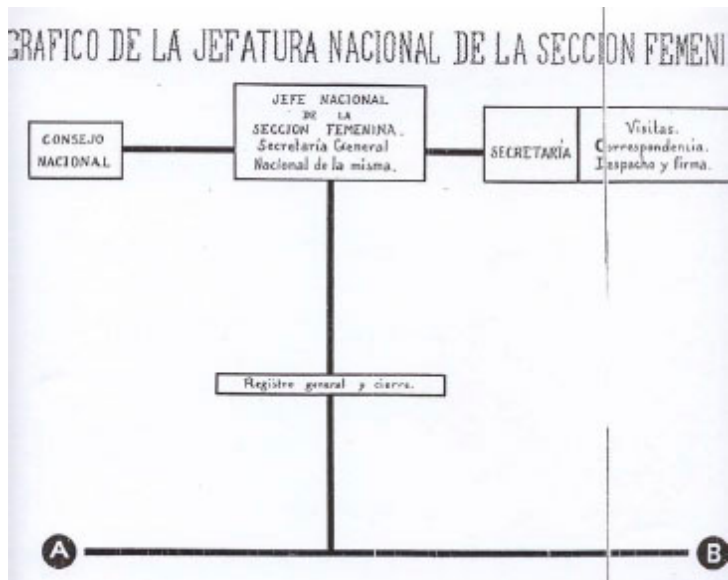 GRAFICO DE LA JEFATURA NACIONAL DE LA SECCION FEMENI
CONSEJO
NACIONAL
JEFE NACIONAL
DE LA
SECCION FEMENINA.
Secretaría General
Nacional de la misma.
SECRETARÍA
Visitas.
Correspondencia.
Despacho y firma.
Registro general y cierre.
A
B